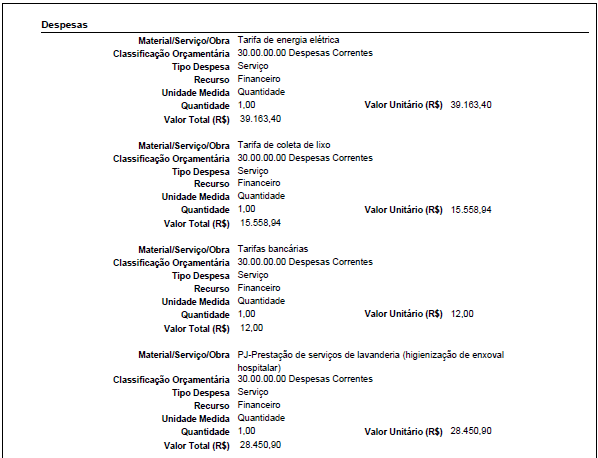 Despesas
Material/Serviço/Obra Tarifa de energia elétrica
Classificação Orçamentária 30.00.00.00 Despesas Correntes
Tipo Despesa Serviço
Recurso Financeiro
Unidade Medida Quantidade
Quantidade 1,00 Valor Unitário (R$) 39.163,40
Valor Total (R$) 39.163,40
Material/Serviço/Obra Tarifa de coleta de lixo
Classificação Orçamentária 30.00.00.00 Despesas Correntes
Tipo Despesa Serviço
Recurso Financeiro
Unidade Medida Quantidade
Quantidade 1,00 Valor Unitário (R$) 15.558,94
Valor Total (R$) 15.558,94
Material/Serviço/Obra Tarifas bancárias
Classificação Orçamentária 30.00.00.00 Despesas Correntes
Tipo Despesa Serviço
Recurso Financeiro
Unidade Medida Quantidade
Quantidade 1,00 Valor Unitário (R$) 12,00
Valor Total (R$) 12,00
Material/Serviço/Obra PJ-Prestação de serviços de lavanderia (higienização de enxoval
hospitalar)
Classificação Orçamentária 30.00.00.00 Despesas Correntes
Tipo Despesa Serviço
Recurso Financeiro
Unidade Medida Quantidade
Quantidade 1,00 Valor Unitário (R$) 28.450,90
Valor Total (R$) 28.450,90